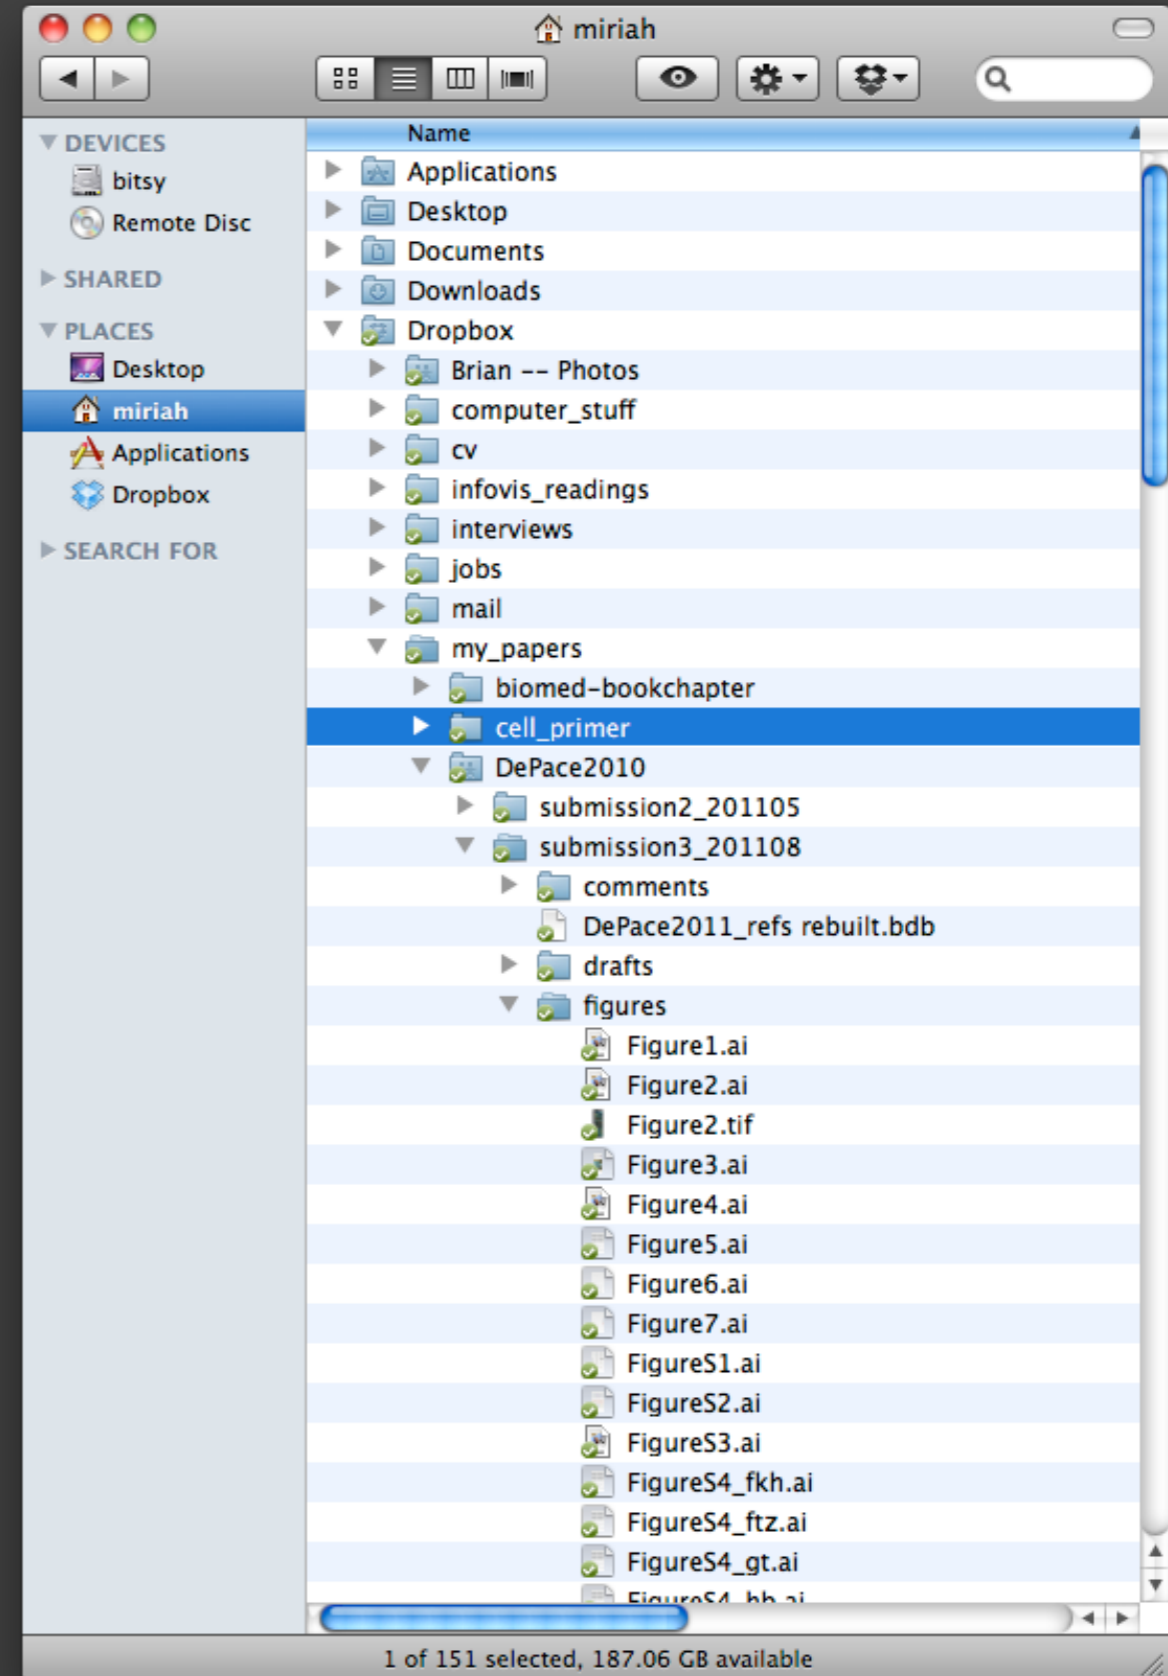 miriah
DEVICES
bitsy
Remote Disc
SHARED
PLACES
Desktop
miriah
Applications
Dropbox
SEARCH FOR
Name
Applications
Desktop
Documents
Downloads
Dropbox
Brian -- Photos
computer_stuff
cv
infovis_readings
interviews
jobs
mail
my_papers
biomed-bookchapter
cell_primer
DePace2010
submission2_201105
submission3_201108
comments
DePace2011_refs rebuilt.bdb
drafts
figures
Figure1.ai
Figure2.ai
Figure2.tif
Figure3.ai
Figure4.ai
Figure5.ai
Figure6.ai
Figure7.ai
FigureS1.ai
FigureS2.ai
FigureS3.ai
FigureS4_fkh.ai
FigureS4_ftz.ai
FigureS4_gt.ai
FigureS4_hb.ai
1 of 151 selected, 187.06 GB available